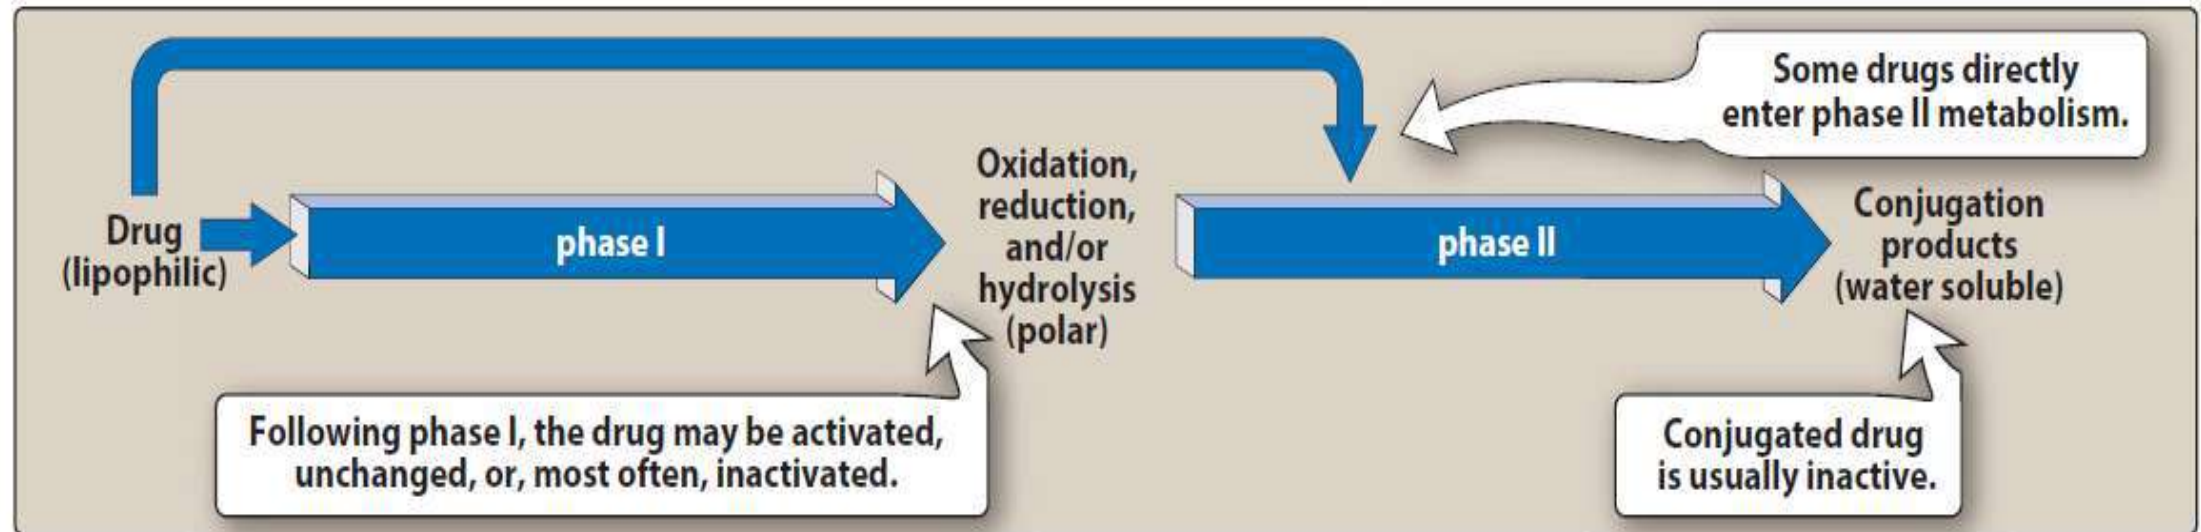 Some drugs directly
enter phase II metabolism.
Drug
(lipophilic)
phase I
Oxidation,
reduction,
and/or
hydrolysis
(polar)
phase II
Conjugation
products
(water soluble)
Following phase I, the drug may be activated,
unchanged, or, most often, inactivated.
Conjugated drug
is usually inactive.